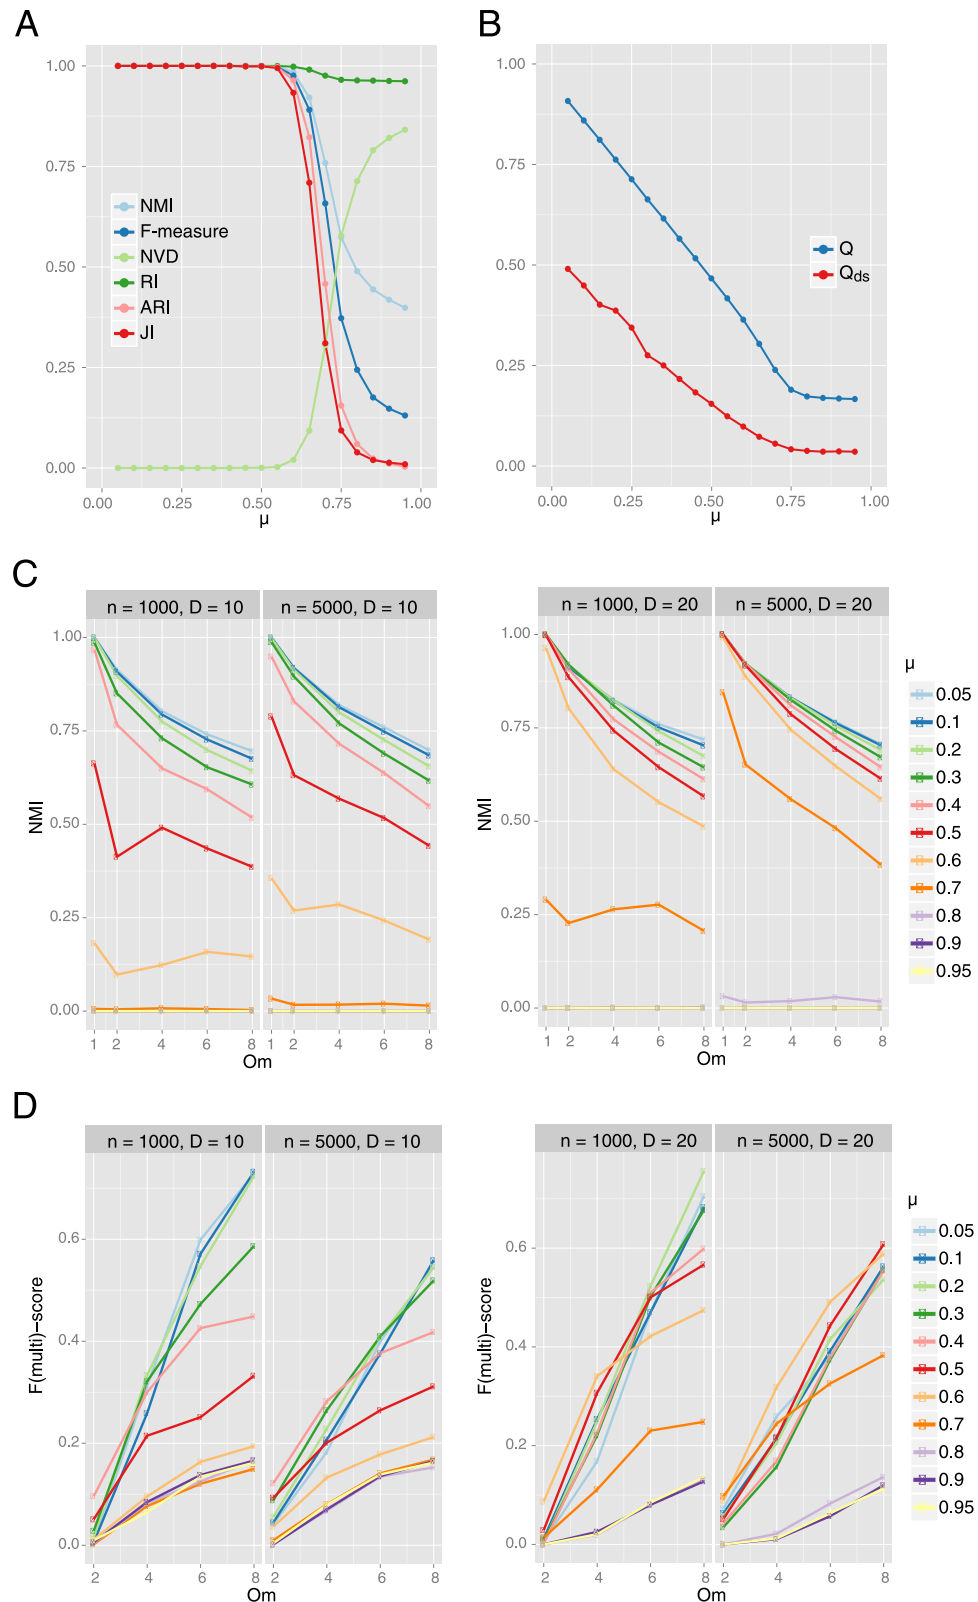 A
1.00
0.75
0.50
0.25
0.00
NMI
F-measure
NVD
RI
ARI
JI
0.00 0.25 0.50 0.75 1.00
μ
B
1.00
0.75
0.50
0.25
0.00
Q
Qds
0.00 0.25 0.50 0.75 1.00
μ
C
n = 1000, D = 10 n = 5000, D = 10
1.00
0.75
0.50
0.25
0.00
NMI
1 2 4 6 8 1 2 4 6 8
Om
n = 1000, D = 20 n = 5000, D = 20
1.00
0.75
0.50
0.25
0.00
NMI
1 2 4 6 8 1 2 4 6 8
Om
μ
0.05
0.1
0.2
0.3
0.4
0.5
0.6
0.7
0.8
0.9
0.95
D
n = 1000, D = 10 n = 5000, D = 10
0.6
0.4
0.2
0.0
F(multi)−score
2 4 6 8 2 4 6 8
Om
n = 1000, D = 20 n = 5000, D = 20
0.6
0.4
0.2
0.0
F(multi)−score
2 4 6 8 2 4 6 8
Om
μ
0.05
0.1
0.2
0.3
0.4
0.5
0.6
0.7
0.8
0.9
0.95